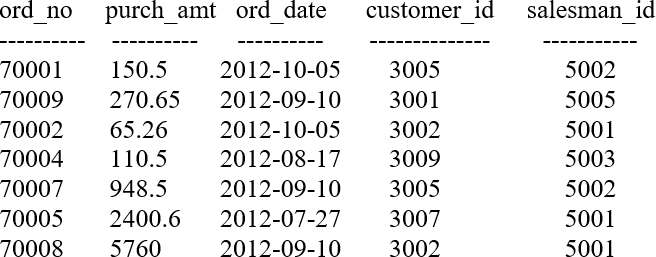 ord_no purch_amt ord_date customer_id salesman_id
---------- ---------- ---------- -------------- -----------
70001 150.5 2012-10-05 3005 5002
70009 270.65 2012-09-10 3001 5005
70002 65.26 2012-10-05 3002 5001
70004 110.5 2012-08-17 3009 5003
70007 948.5 2012-09-10 3005 5002
70005 2400.6 2012-07-27 3007 5001
70008 5760 2012-09-10 3002 5001